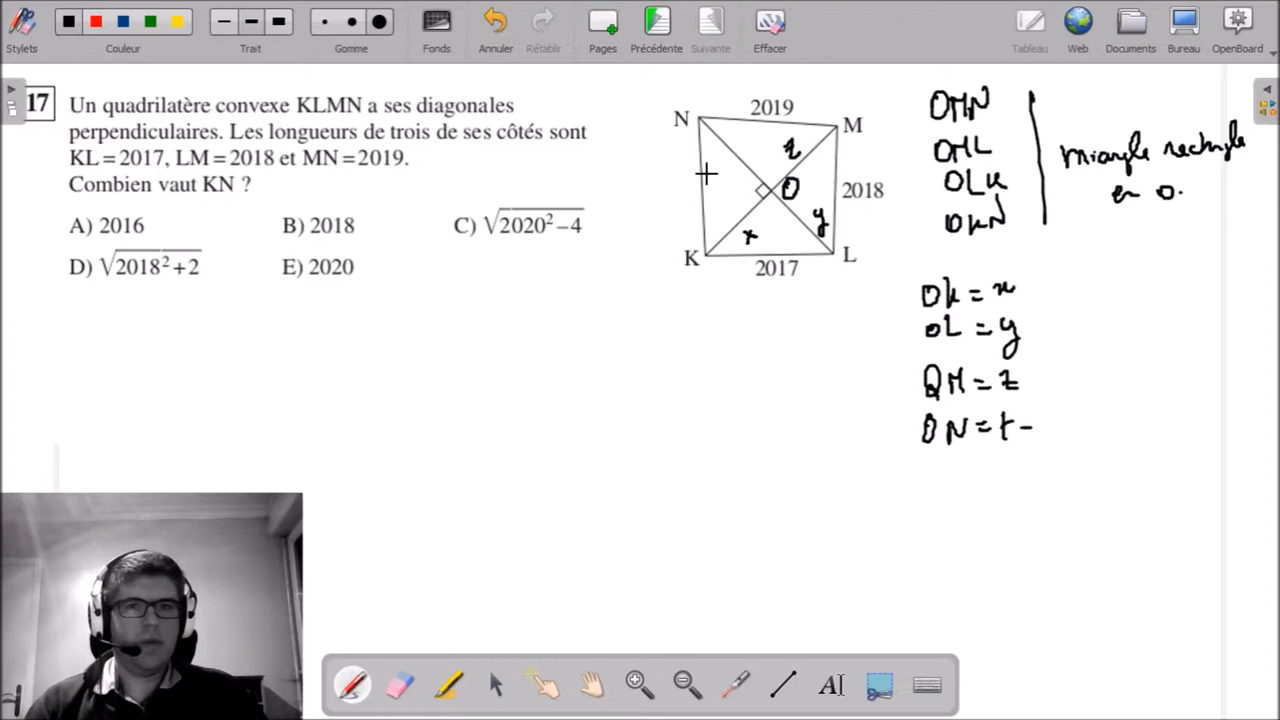 Stylets
Couleur
Trait
Gomme
Fonds
Annuler
Rétablir
Pages
Précédente
Suivante
Effacer
Tableau
Web
Documents
Bureau
OpenBoard
17
Un quadrilatère convexe KLMN a ses diagonales
perpendiculaires. Les longueurs de trois de ses côtés sont
KL = 2017, LM = 2018 et MN = 2019.
Combien vaut KN ?
A) 2016 B) 2018 C) √2020² – 4
D) √2018² + 2 E) 2020
2019
N M
z
O 2018
x y
K L
2017
OMN
OML
OLK
OKN
triangle rectangle
en O.
OK = x
OL = y
OM = z
ON = t
AI